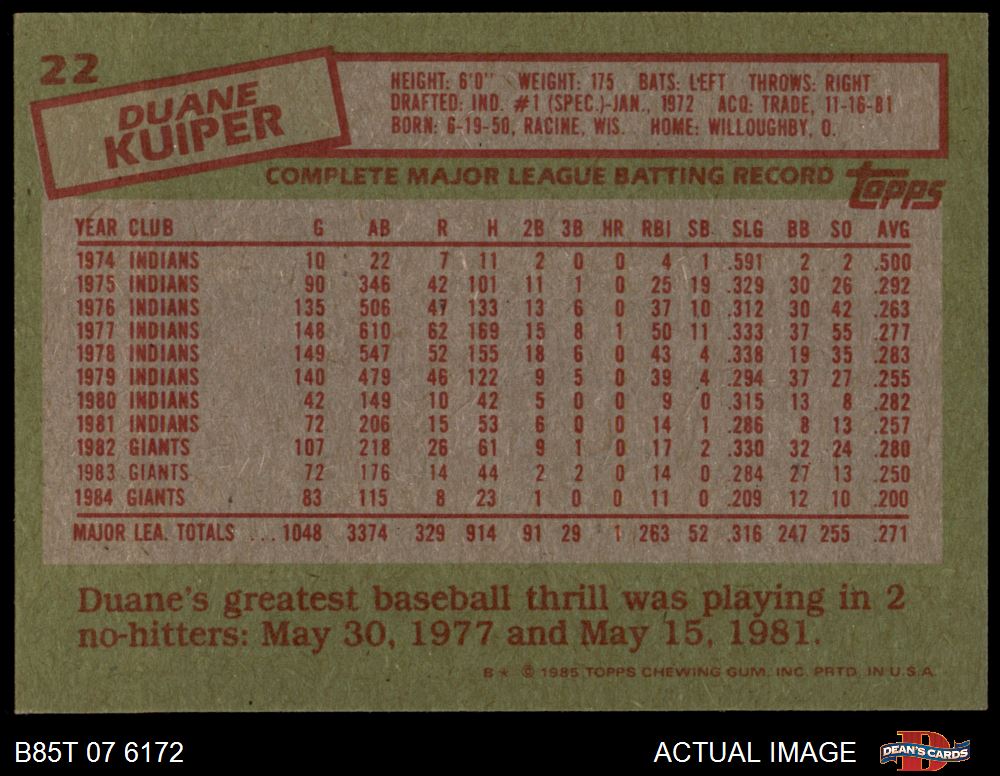 22
DUANE
KUIPER
HEIGHT: 6'0" WEIGHT: 175 BATS: LEFT THROWS: RIGHT
DRAFTED: IND. #1 (SPEC.)-JAN., 1972 ACQ: TRADE, 11-16-81
BORN: 6-19-50, RACINE, WIS. HOME: WILLOUGHBY, O.
COMPLETE MAJOR LEAGUE BATTING RECORD topps
YEAR CLUB G AB R H 2B 3B HR RBI SB SLG BB SO AVG
1974 INDIANS 10 22 7 11 2 0 0 4 1 .591 2 2 .500
1975 INDIANS 90 346 42 101 11 1 0 25 19 .329 30 26 .292
1976 INDIANS 135 506 47 133 13 6 0 37 10 .312 30 42 .263
1977 INDIANS 148 610 62 169 15 8 1 50 11 .333 37 55 .277
1978 INDIANS 149 547 52 155 18 6 0 43 4 .338 19 35 .283
1979 INDIANS 140 479 46 122 9 5 0 39 4 .294 37 27 .255
1980 INDIANS 42 149 10 42 5 0 0 9 0 .315 13 8 .282
1981 INDIANS 72 206 15 53 6 0 0 14 1 .286 8 13 .257
1982 GIANTS 107 218 26 61 9 1 0 17 2 .330 32 24 .280
1983 GIANTS 72 176 14 44 2 2 0 14 0 .284 27 13 .250
1984 GIANTS 83 115 8 23 1 0 0 11 0 .209 12 10 .200
MAJOR LEA. TOTALS ... 1048 3374 329 914 91 29 1 263 52 .316 247 255 .271
Duane's greatest baseball thrill was playing in 2
no-hitters: May 30, 1977 and May 15, 1981.
B* © 1985 TOPPS CHEWING GUM, INC. PRTD. IN U.S.A.
B85T 07 6172 ACTUAL IMAGE DEAN'S CARDS